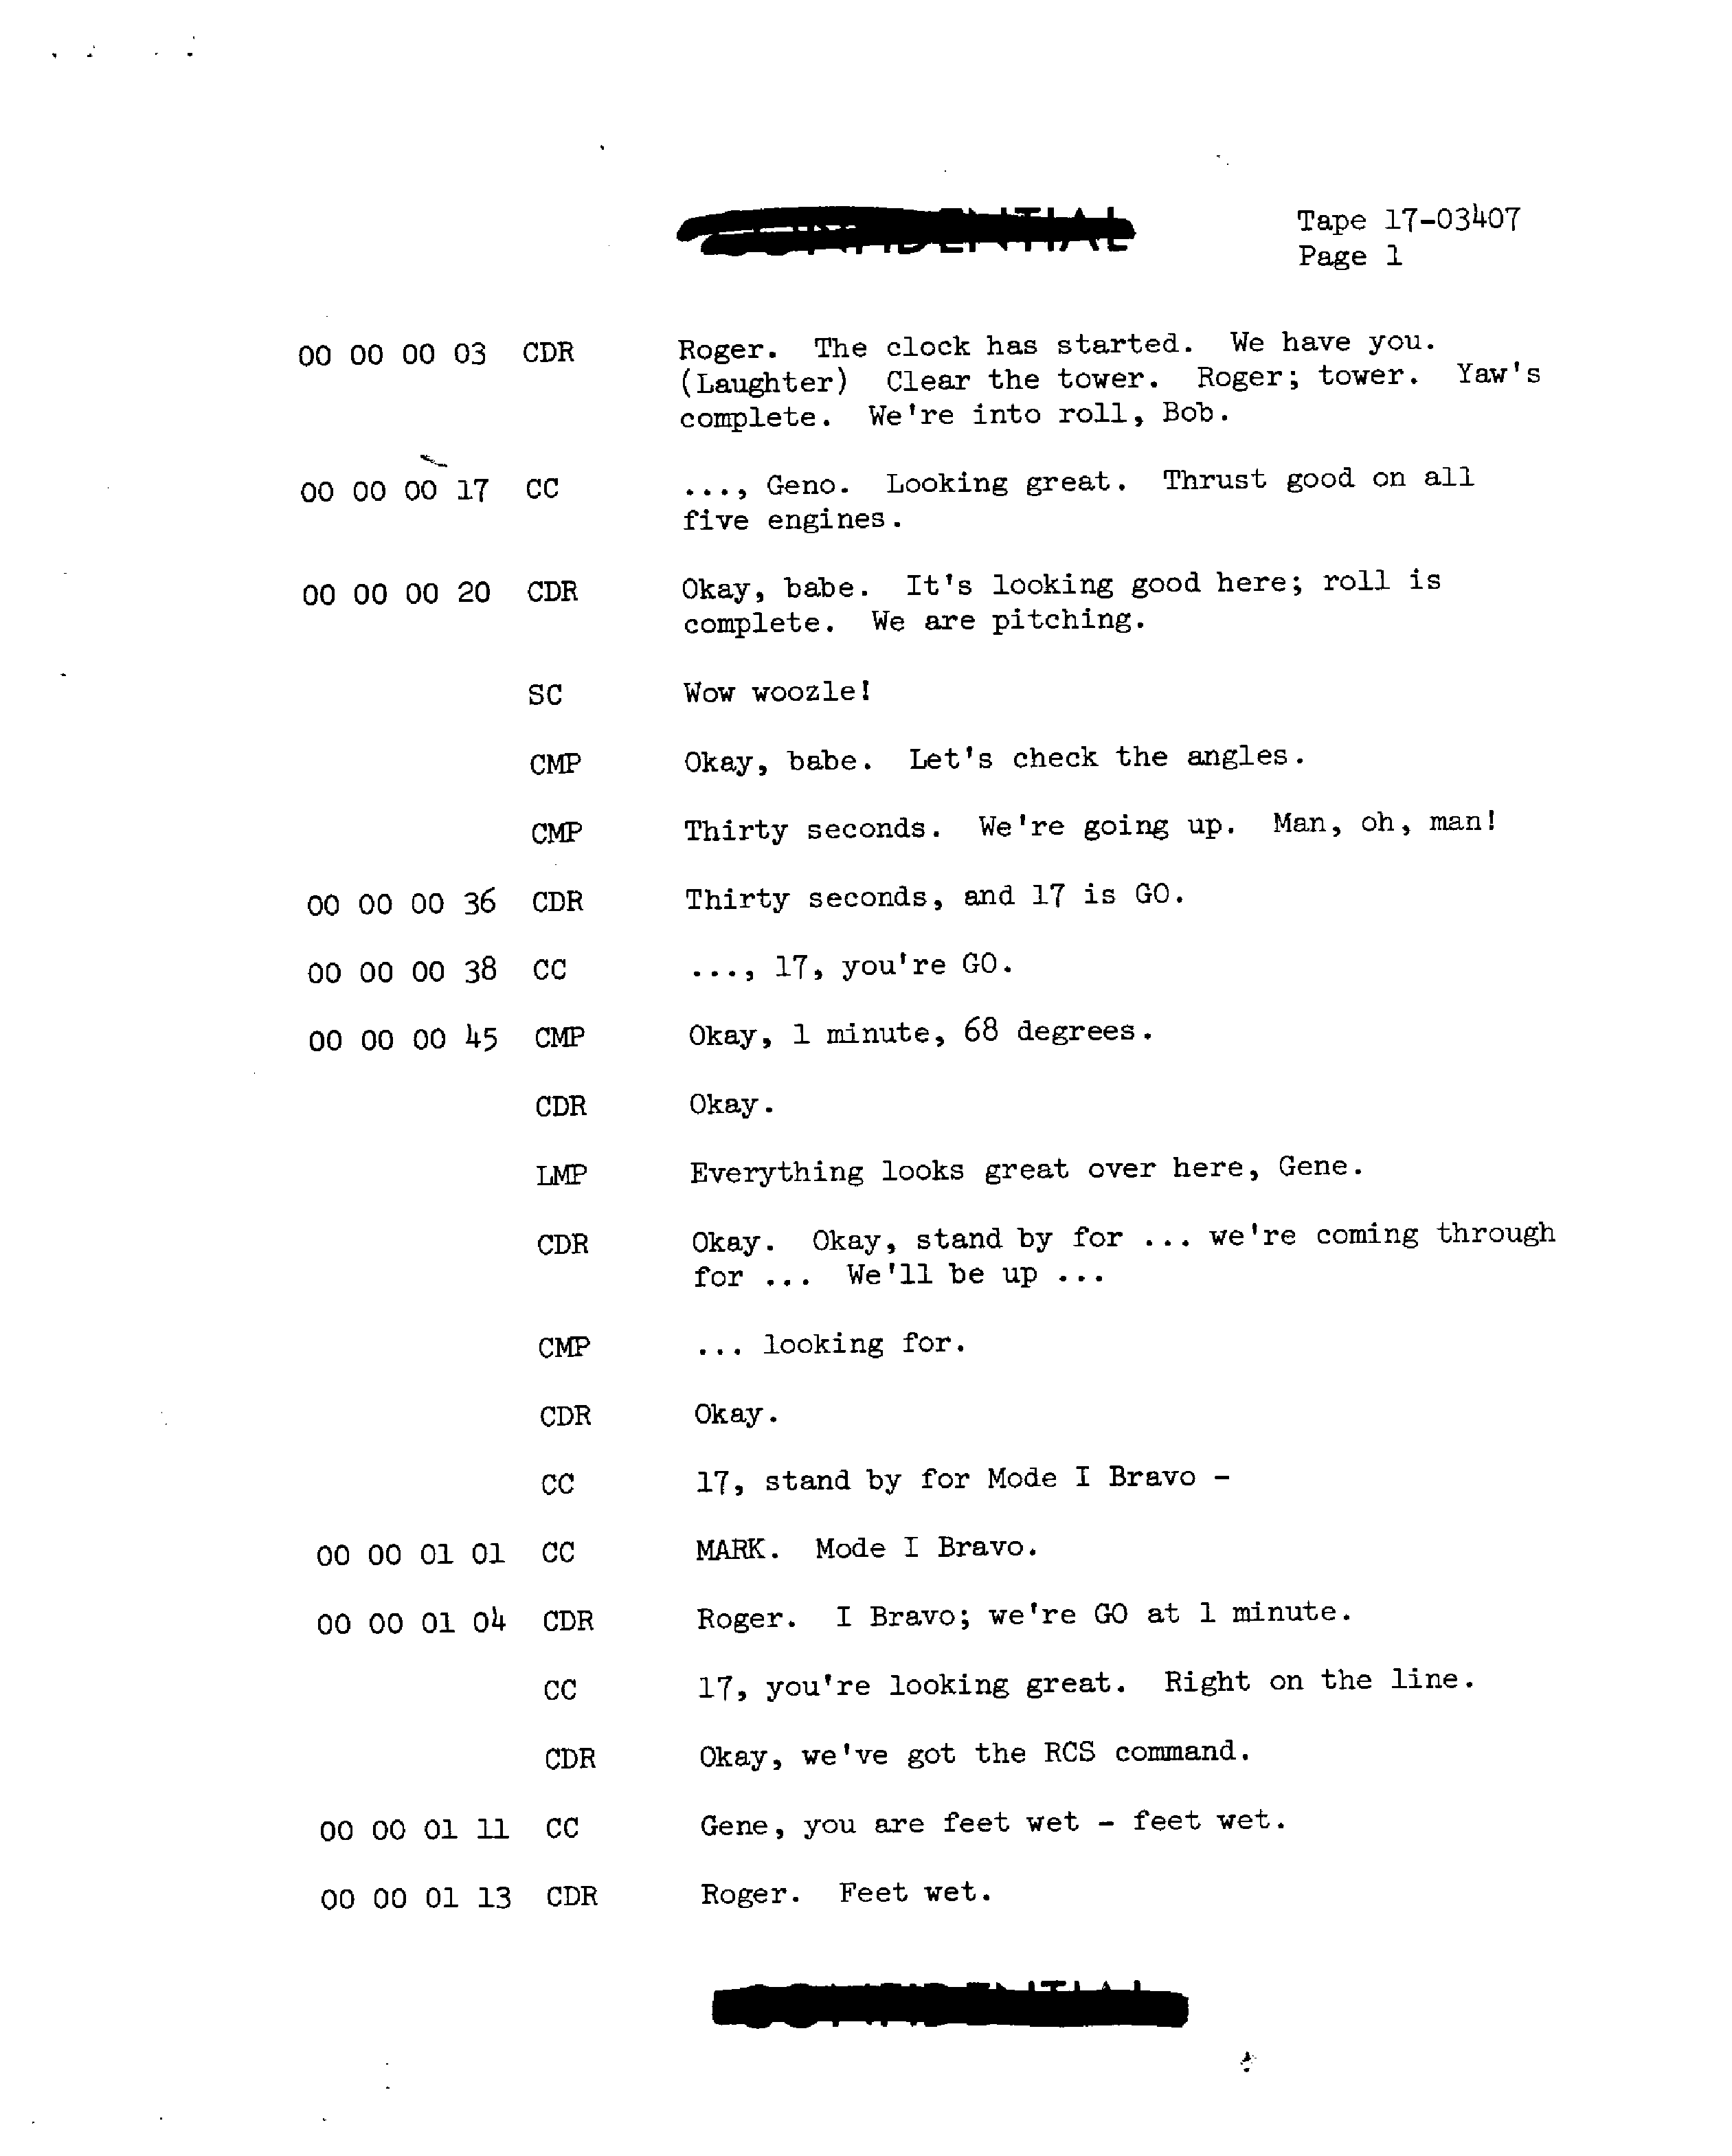 Tape 17-03407
Page 1
00 00 00 03 CDR Roger. The clock has started. We have you.
(Laughter) Clear the tower. Roger; tower. Yaw's
complete. We're into roll, Bob.
00 00 00 17 CC ..., Geno. Looking great. Thrust good on all
five engines.
00 00 00 20 CDR Okay, babe. It's looking good here; roll is
complete. We are pitching.
SC Wow woozle!
CMP Okay, babe. Let's check the angles.
CMP Thirty seconds. We're going up. Man, oh, man!
00 00 00 36 CDR Thirty seconds, and 17 is GO.
00 00 00 38 CC ..., 17, you're GO.
00 00 00 45 CMP Okay, 1 minute, 68 degrees.
CDR Okay.
LMP Everything looks great over here, Gene.
CDR Okay. Okay, stand by for ... we're coming through
for ... We'll be up ...
CMP ... looking for.
CDR Okay.
CC 17, stand by for Mode I Bravo -
00 00 01 01 CC MARK. Mode I Bravo.
00 00 01 04 CDR Roger. I Bravo; we're GO at 1 minute.
CC 17, you're looking great. Right on the line.
CDR Okay, we've got the RCS command.
00 00 01 11 CC Gene, you are feet wet - feet wet.
00 00 01 13 CDR Roger. Feet wet.